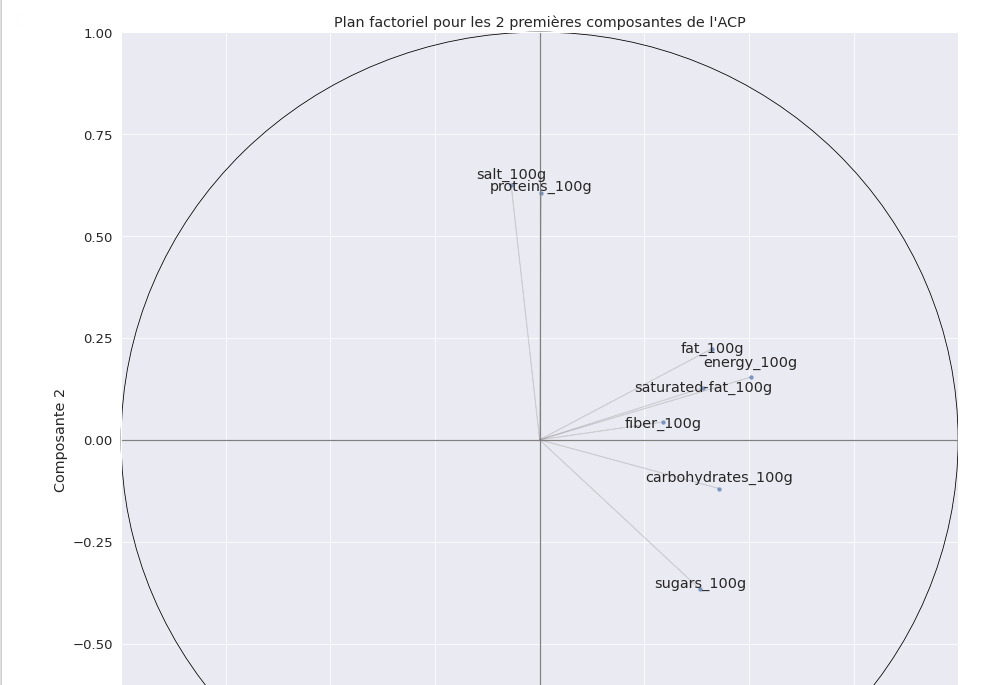 Plan factoriel pour les 2 premières composantes de l'ACP
1.00
0.75
salt_100g
proteins_100g
0.50
0.25
fat_100g
energy_100g
saturated-fat_100g
fiber_100g
0.00
Composante 2
carbohydrates_100g
−0.25
sugars_100g
−0.50